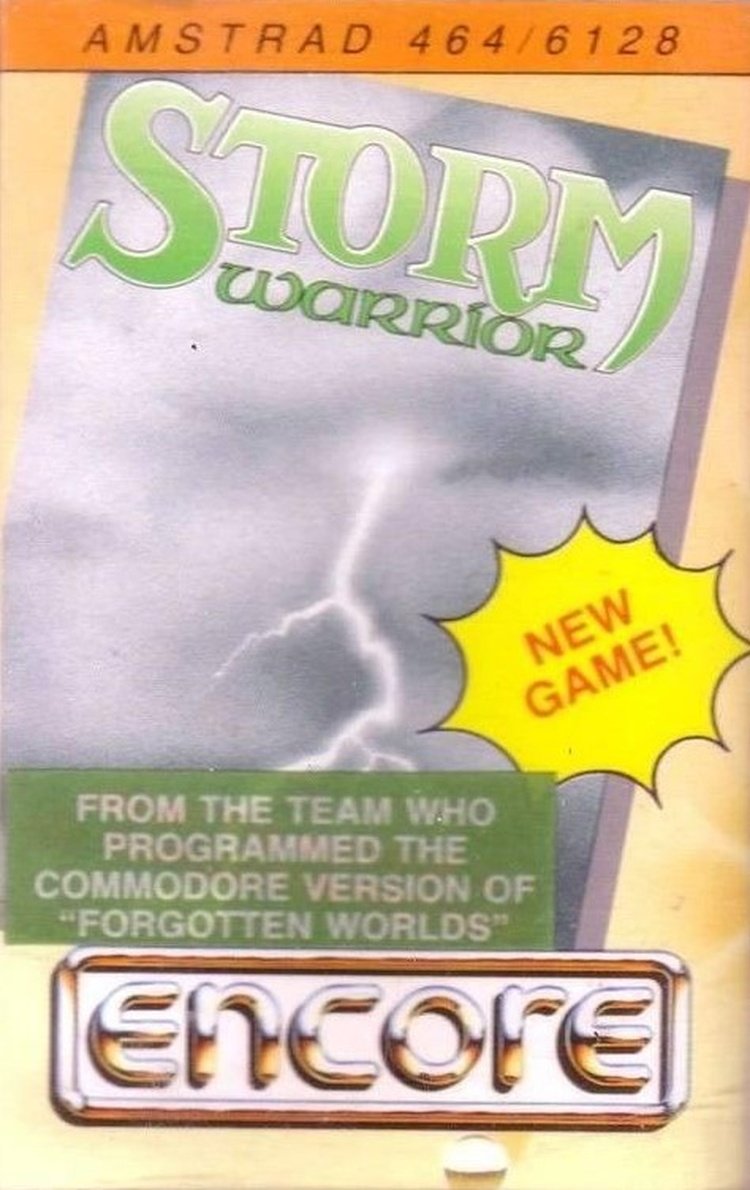 AMSTRAD 464/6128
STORM
WARRIOR
NEW
GAME!
FROM THE TEAM WHO
PROGRAMMED THE
COMMODORE VERSION OF
"FORGOTTEN WORLDS"
encore